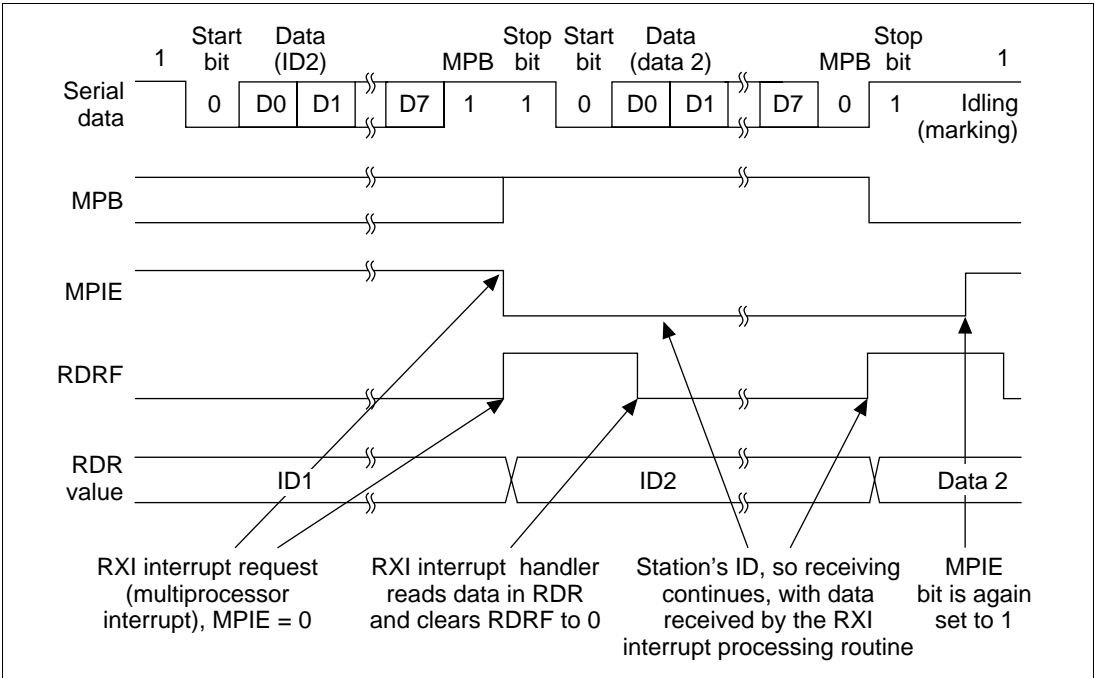 1 Start bit Data (ID2) MPB Stop bit Start bit Data (data 2) MPB Stop bit 1
Serial data 0 D0 D1 D7 1 1 0 D0 D1 D7 0 1 Idling (marking)
MPB
MPIE
RDRF
RDR value ID1 ID2 Data 2
RXI interrupt request
(multiprocessor
interrupt), MPIE = 0
RXI interrupt handler
reads data in RDR
and clears RDRF to 0
Station's ID, so receiving
continues, with data
received by the RXI
interrupt processing routine
MPIE
bit is again
set to 1